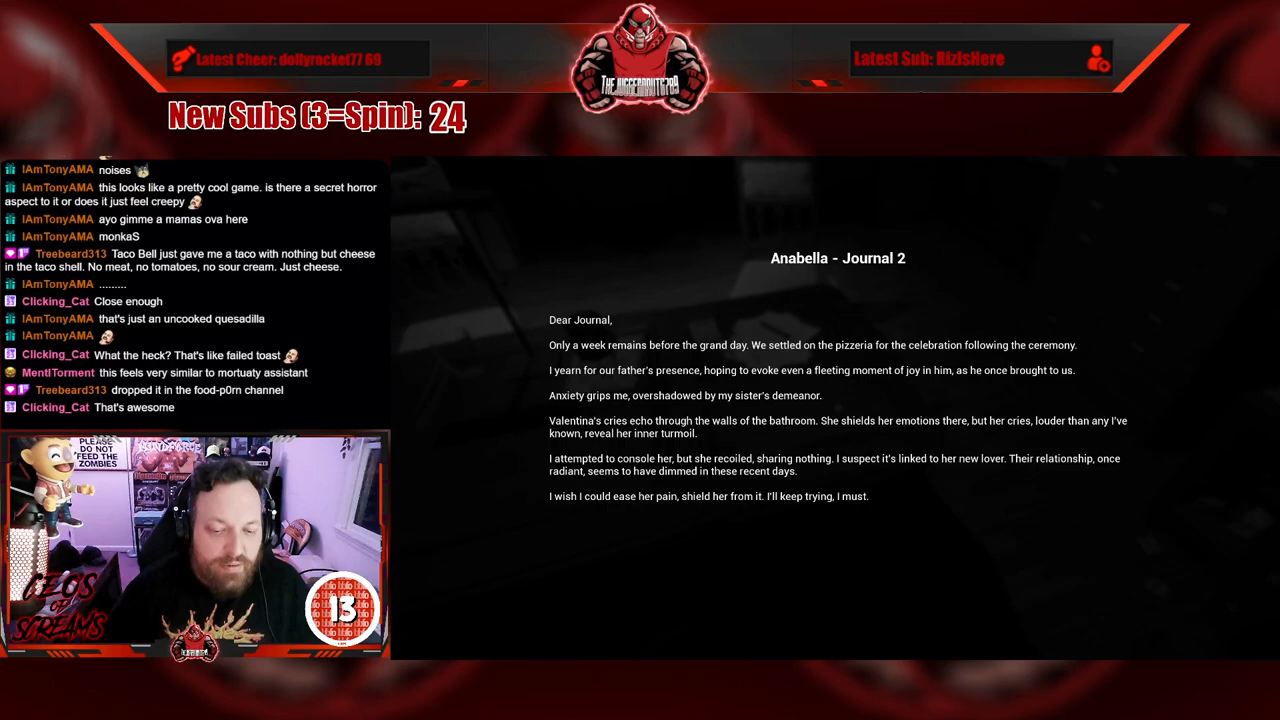 Latest Cheer: dollyrocket77 69
THEJUGGERNAUT6789
Latest Sub: RizIsHere
New Subs (3=Spin): 24
IAmTonyAMA noises
IAmTonyAMA this looks like a pretty cool game. is there a secret horror
aspect to it or does it just feel creepy
IAmTonyAMA ayo gimme a mamas ova here
IAmTonyAMA monkaS
Treebeard313 Taco Bell just gave me a taco with nothing but cheese
in the taco shell. No meat, no tomatoes, no sour cream. Just cheese.
IAmTonyAMA .........
Clicking_Cat Close enough
IAmTonyAMA that's just an uncooked quesadilla
IAmTonyAMA
Clicking_Cat What the heck? That's like failed toast
MentlTorment this feels very similar to mortuaty assistant
Treebeard313 dropped it in the food-p0rn channel
Clicking_Cat That's awesome
Anabella - Journal 2
Dear Journal,
Only a week remains before the grand day. We settled on the pizzeria for the celebration following the ceremony.
I yearn for our father's presence, hoping to evoke even a fleeting moment of joy in him, as he once brought to us.
Anxiety grips me, overshadowed by my sister's demeanor.
Valentina's cries echo through the walls of the bathroom. She shields her emotions there, but her cries, louder than any I've
known, reveal her inner turmoil.
I attempted to console her, but she recoiled, sharing nothing. I suspect it's linked to her new lover. Their relationship, once
radiant, seems to have dimmed in these recent days.
I wish I could ease her pain, shield her from it. I'll keep trying, I must.
PLEASE
DO NOT
FEED THE
ZOMBIES
CEOS
OF
SCREAMS
13